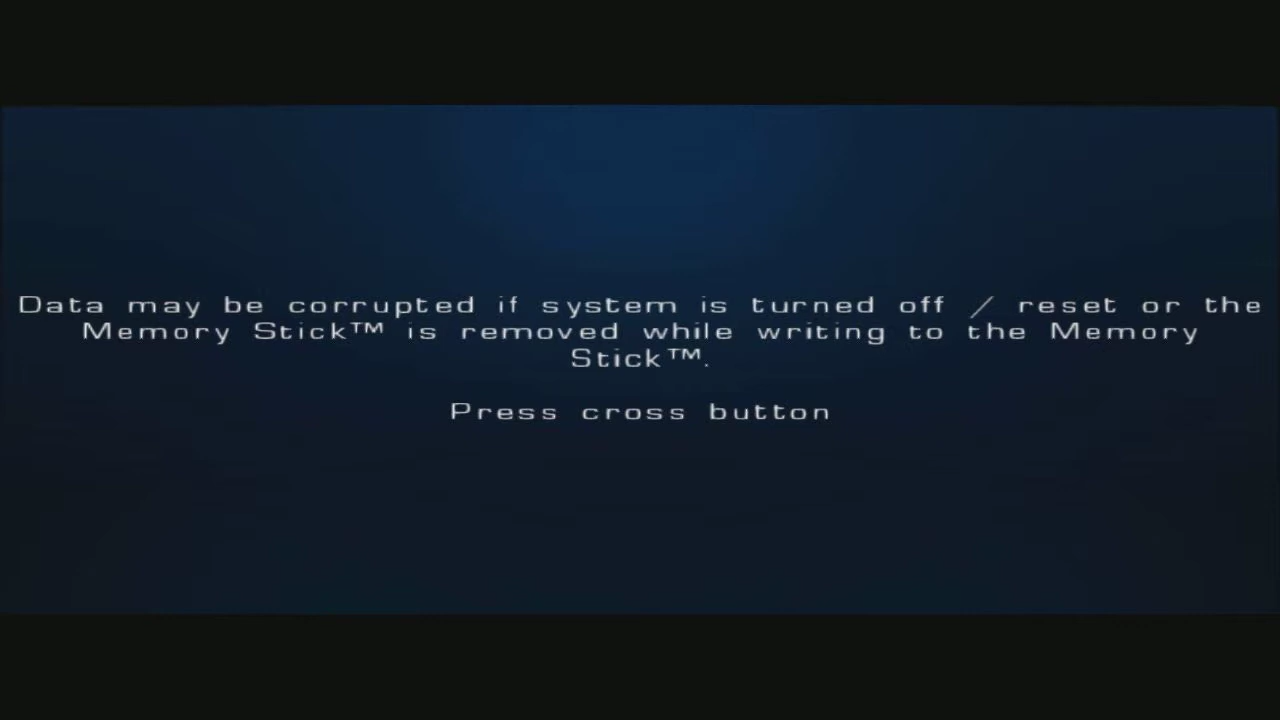 Data may be corrupted if system is turned off / reset or the
Memory Stick™ is removed while writing to the Memory
Stick™.
Press cross button